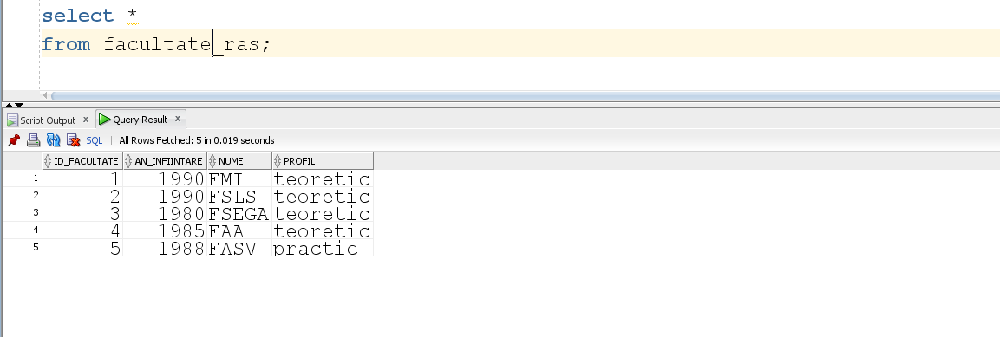 select *
from facultate_ras;
Script Output x Query Result x
SQL | All Rows Fetched: 5 in 0.019 seconds
ID_FACULTATE AN_INFIINTARE NUME PROFIL
1 1 1990 FMI teoretic
2 2 1990 FSLS teoretic
3 3 1980 FSEGA teoretic
4 4 1985 FAA teoretic
5 5 1988 FASV practic